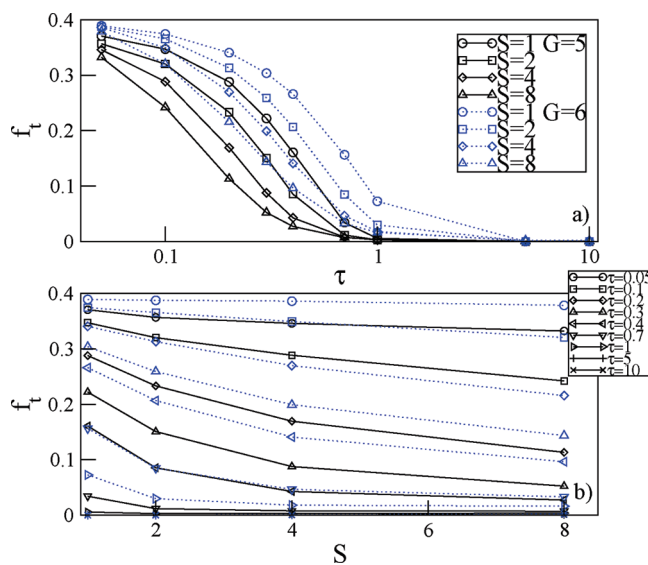 0.4
0.3
0.2
0.1
0
f_t
S=1 G=5
S=2
S=4
S=8
S=1 G=6
S=2
S=4
S=8
a)
0.1
1
10
τ
0.4
0.3
0.2
0.1
0
f_t
τ=0.05
τ=0.1
τ=0.2
τ=0.3
τ=0.4
τ=0.7
τ=1
τ=5
τ=10
b)
2
4
6
8
S